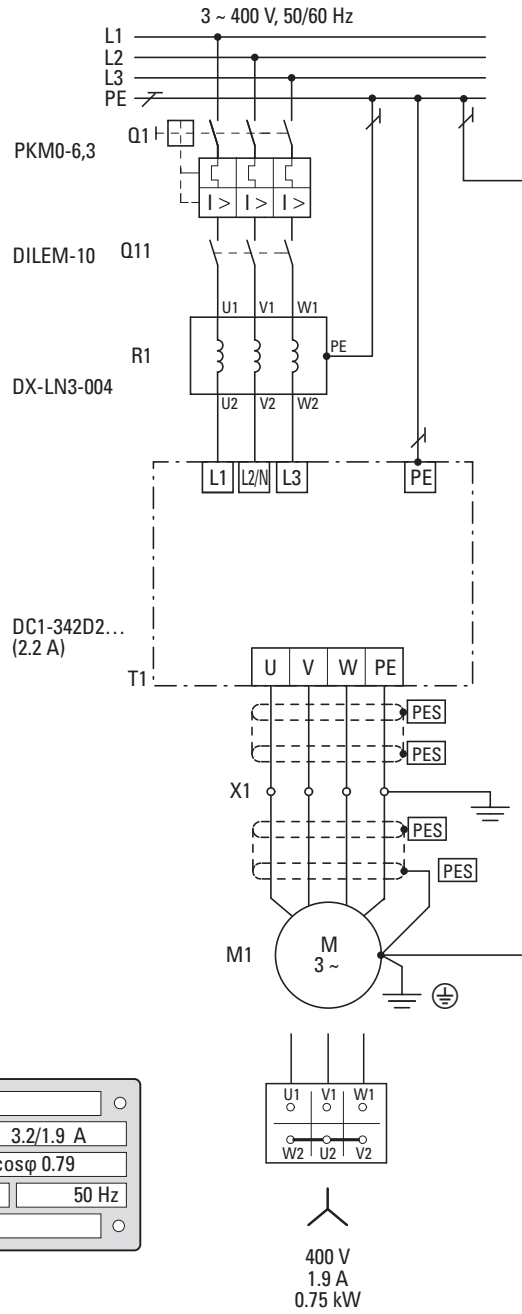 3 ~ 400 V, 50/60 Hz
L1
L2
L3
PE
PKM0-6,3
Q1
I > I > I >
DILEM-10
Q11
U1 V1 W1
R1
PE
DX-LN3-004
U2 V2 W2
L1 L2/N L3 PE
DC1-342D2...
(2.2 A)
T1
U V W PE
PES
PES
X1
PES
PES
M1
M
3 ~
U1 V1 W1
W2 U2 V2
3.2/1.9 A
cosφ 0.79
50 Hz
400 V
1.9 A
0.75 kW